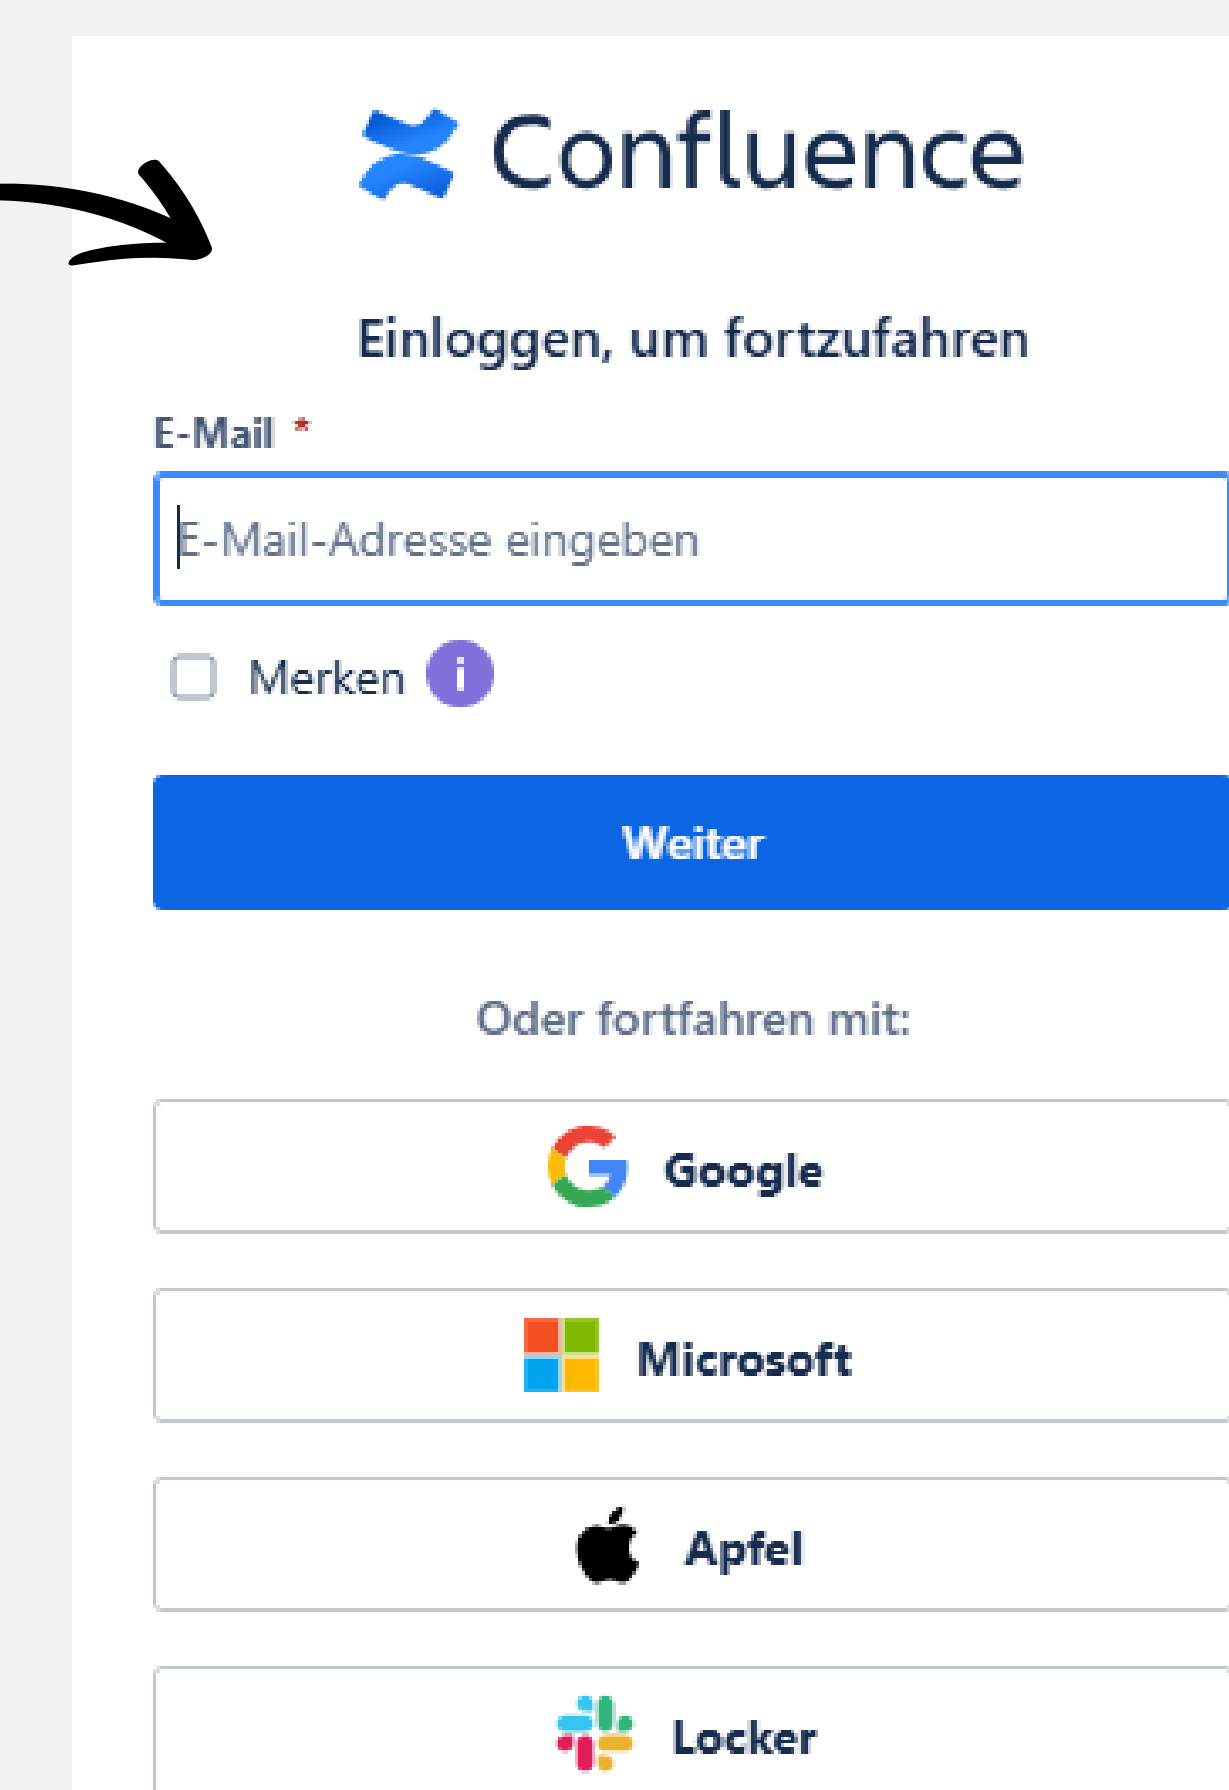 Confluence
Einloggen, um fortzufahren
E-Mail *
E-Mail-Adresse eingeben
Merken i
Weiter
Oder fortfahren mit:
Google
Microsoft
Apfel
Locker